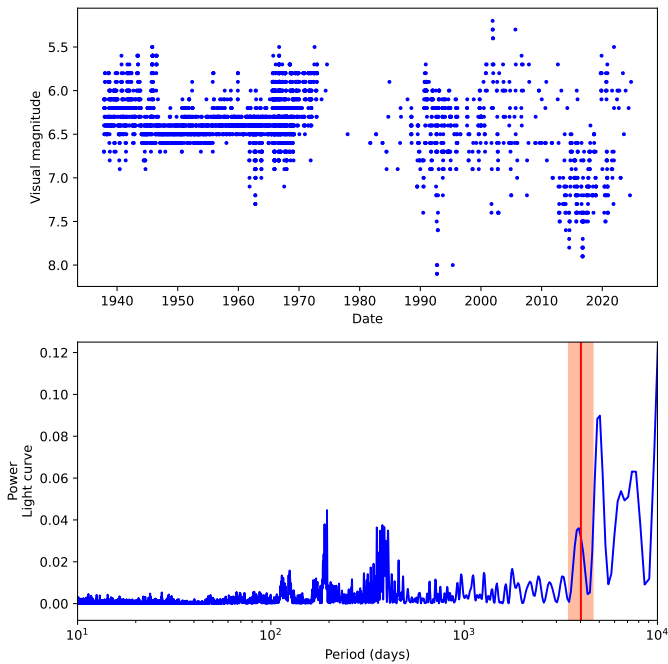 5.5
6.0
6.5
7.0
7.5
8.0
Visual magnitude
1940 1950 1960 1970 1980 1990 2000 2010 2020
Date
0.12
0.10
0.08
0.06
0.04
0.02
0.00
Power
Light curve
10¹ 10² 10³ 10⁴
Period (days)